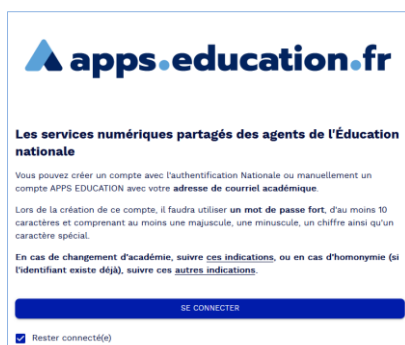 apps.education.fr
Les services numériques partagés des agents de l'Éducation
nationale
Vous pouvez créer un compte avec l'authentification Nationale ou manuellement un
compte APPS EDUCATION avec votre adresse de courriel académique.
Lors de la création de ce compte, il faudra utiliser un mot de passe fort, d'au moins 10
caractères et comprenant au moins une majuscule, une minuscule, un chiffre ainsi qu'un
caractère spécial.
En cas de changement d'académie, suivre ces indications, ou en cas d'homonymie (si
l'identifiant existe déjà), suivre ces autres indications.
SE CONNECTER
Rester connecté(e)